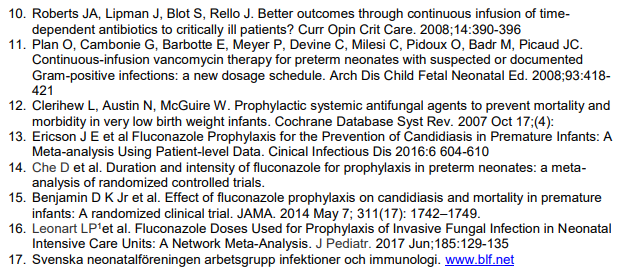 10. Roberts JA, Lipman J, Blot S, Rello J. Better outcomes through continuous infusion of time-
dependent antibiotics to critically ill patients? Curr Opin Crit Care. 2008;14:390-396
11. Plan O, Cambonie G, Barbotte E, Meyer P, Devine C, Milesi C, Pidoux O, Badr M, Picaud JC.
Continuous-infusion vancomycin therapy for preterm neonates with suspected or documented
Gram-positive infections: a new dosage schedule. Arch Dis Child Fetal Neonatal Ed. 2008;93:418-
421
12. Clerihew L, Austin N, McGuire W. Prophylactic systemic antifungal agents to prevent mortality and
morbidity in very low birth weight infants. Cochrane Database Syst Rev. 2007 Oct 17;(4):
13. Ericson J E et al Fluconazole Prophylaxis for the Prevention of Candidiasis in Premature Infants: A
Meta-analysis Using Patient-level Data. Cinical Infectious Dis 2016:6 604-610
14. Che D et al. Duration and intensity of fluconazole for prophylaxis in preterm neonates: a meta-
analysis of randomized controlled trials.
15. Benjamin D K Jr et al. Effect of fluconazole prophylaxis on candidiasis and mortality in premature
infants: A randomized clinical trial. JAMA. 2014 May 7; 311(17): 1742–1749.
16. Leonart LP¹et al. Fluconazole Doses Used for Prophylaxis of Invasive Fungal Infection in Neonatal
Intensive Care Units: A Network Meta-Analysis. J Pediatr. 2017 Jun;185:129-135
17. Svenska neonatalföreningen arbetsgrupp infektioner och immunologi. www.blf.net